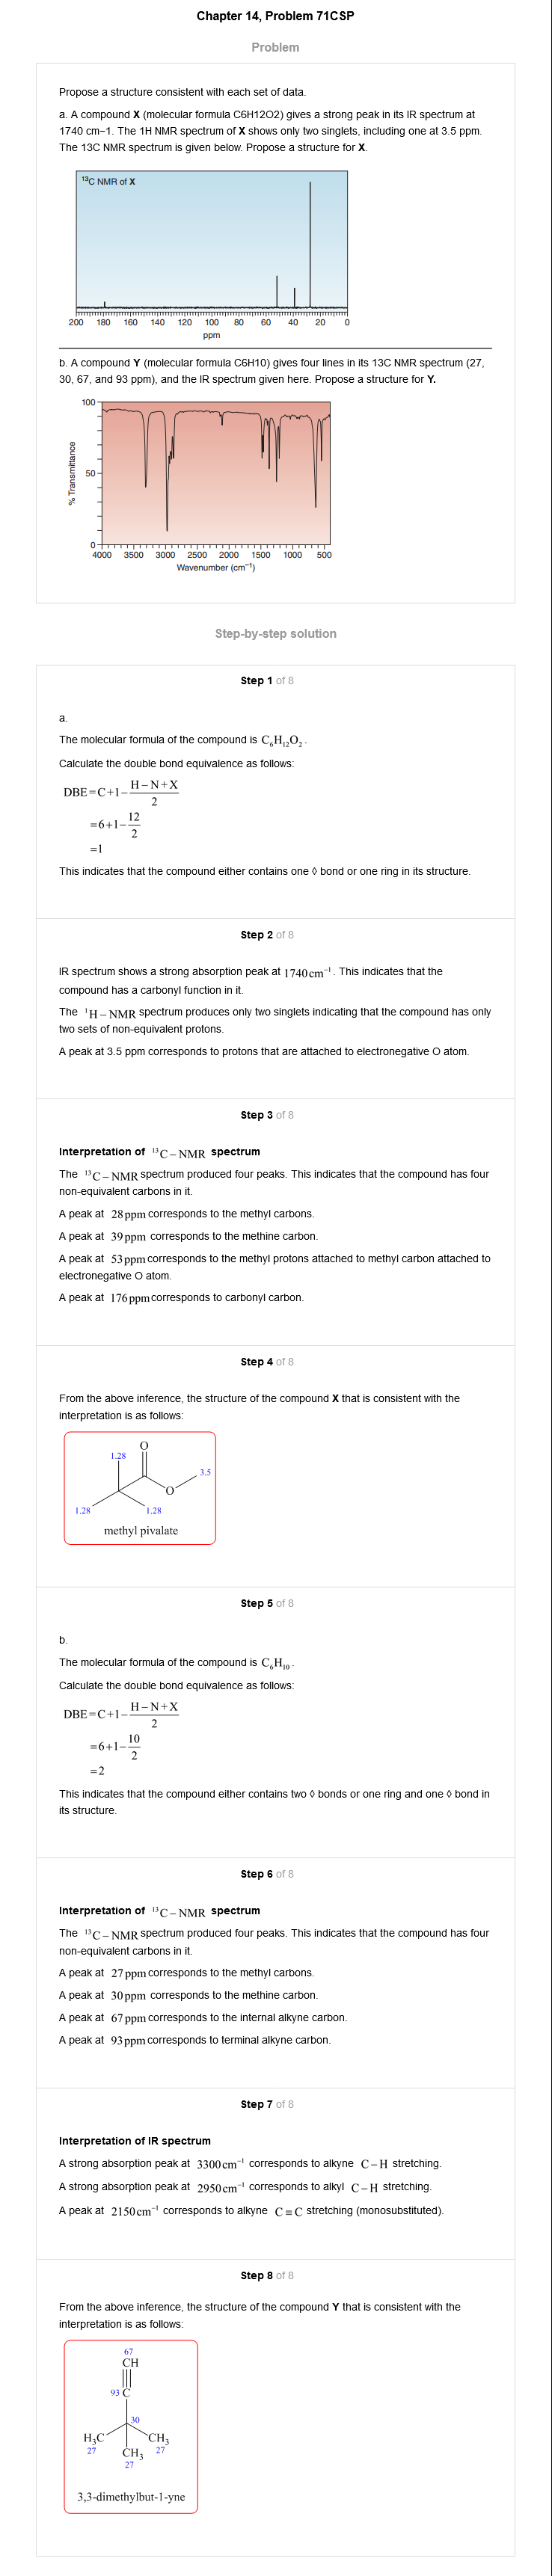 Chapter 14, Problem 71CSP
Problem
Propose a structure consistent with each set of data.
a. A compound X (molecular formula C6H12O2) gives a strong peak in its IR spectrum at
1740 cm−1. The 1H NMR spectrum of X shows only two singlets, including one at 3.5 ppm.
The 13C NMR spectrum is given below. Propose a structure for X.
¹³C NMR of X
200 180 160 140 120 100 80 60 40 20 0
ppm
b. A compound Y (molecular formula C6H10) gives four lines in its 13C NMR spectrum (27,
30, 67, and 93 ppm), and the IR spectrum given here. Propose a structure for Y.
100
% Transmittance
50
0
4000 3500 3000 2500 2000 1500 1000 500
Wavenumber (cm⁻¹)
Step-by-step solution
Step 1 of 8
a.
The molecular formula of the compound is C₆H₁₂O₂.
Calculate the double bond equivalence as follows:
DBE=C+1−(H−N+X)/2
=6+1−12/2
=1
This indicates that the compound either contains one ◊ bond or one ring in its structure.
Step 2 of 8
IR spectrum shows a strong absorption peak at 1740 cm⁻¹. This indicates that the
compound has a carbonyl function in it.
The ¹H−NMR spectrum produces only two singlets indicating that the compound has only
two sets of non-equivalent protons.
A peak at 3.5 ppm corresponds to protons that are attached to electronegative O atom.
Step 3 of 8
Interpretation of ¹³C−NMR spectrum
The ¹³C−NMR spectrum produced four peaks. This indicates that the compound has four
non-equivalent carbons in it.
A peak at 28 ppm corresponds to the methyl carbons.
A peak at 39 ppm corresponds to the methine carbon.
A peak at 53 ppm corresponds to the methyl protons attached to methyl carbon attached to
electronegative O atom.
A peak at 176 ppm corresponds to carbonyl carbon.
Step 4 of 8
From the above inference, the structure of the compound X that is consistent with the
interpretation is as follows:
O
1.28
3.5
O
1.28 1.28
methyl pivalate
Step 5 of 8
b.
The molecular formula of the compound is C₆H₁₀.
Calculate the double bond equivalence as follows:
DBE=C+1−(H−N+X)/2
=6+1−10/2
=2
This indicates that the compound either contains two ◊ bonds or one ring and one ◊ bond in
its structure.
Step 6 of 8
Interpretation of ¹³C−NMR spectrum
The ¹³C−NMR spectrum produced four peaks. This indicates that the compound has four
non-equivalent carbons in it.
A peak at 27 ppm corresponds to the methyl carbons.
A peak at 30 ppm corresponds to the methine carbon.
A peak at 67 ppm corresponds to the internal alkyne carbon.
A peak at 93 ppm corresponds to terminal alkyne carbon.
Step 7 of 8
Interpretation of IR spectrum
A strong absorption peak at 3300 cm⁻¹ corresponds to alkyne C−H stretching.
A strong absorption peak at 2950 cm⁻¹ corresponds to alkyl C−H stretching.
A peak at 2150 cm⁻¹ corresponds to alkyne C≡C stretching (monosubstituted).
Step 8 of 8
From the above inference, the structure of the compound Y that is consistent with the
interpretation is as follows:
67
CH
93 C
30
H₃C CH₃
27 CH₃ 27
27
3,3-dimethylbut-1-yne